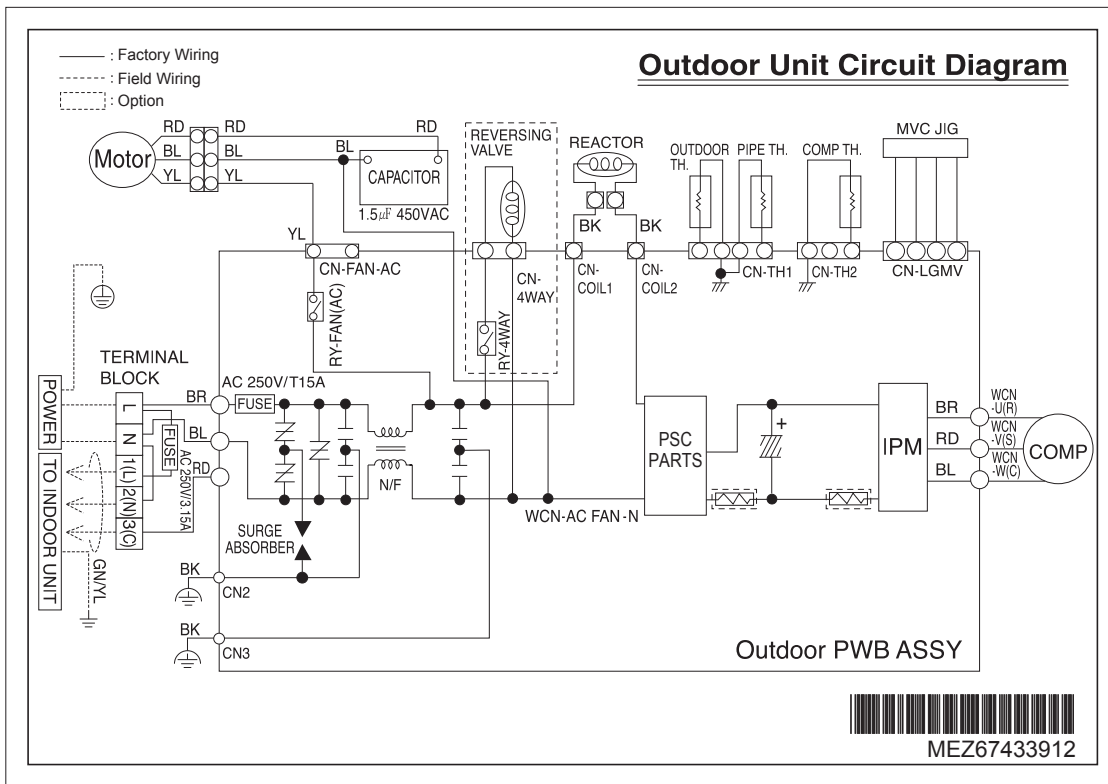 Outdoor Unit Circuit Diagram
: Factory Wiring
: Field Wiring
: Option
Motor
RD
BL
YL
RD
BL
YL
RD
BL
CAPACITOR
1.5μF 450VAC
REVERSING
VALVE
REACTOR
BK
BK
OUTDOOR
TH.
PIPE TH.
COMP TH.
MVC JIG
YL
CN-FAN-AC
CN-
4WAY
CN-
COIL1
CN-
COIL2
CN-TH1
CN-TH2
CN-LGMV
RY-FAN(AC)
RY-4WAY
TERMINAL
BLOCK
POWER
TO INDOOR UNIT
L
N
1(L)
2(N)
3(C)
FUSE
AC 250V/3.15A
GN/YL
BR
BL
RD
AC 250V/T15A
FUSE
N/F
SURGE
ABSORBER
WCN-AC FAN-N
PSC
PARTS
+
IPM
BR
RD
BL
WCN
-U(R)
WCN
-V(S)
WCN
-W(C)
COMP
BK
CN2
BK
CN3
Outdoor PWB ASSY
MEZ67433912